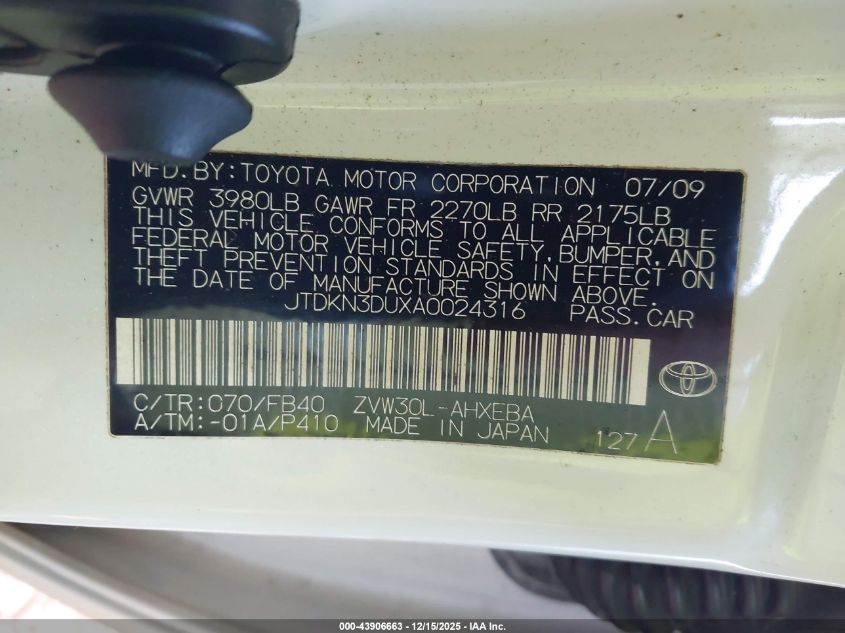 MFD. BY: TOYOTA MOTOR CORPORATION 07/09
GVWR 3980LB GAWR FR 2270LB RR 2175LB
THIS VEHICLE CONFORMS TO ALL APPLICABLE
FEDERAL MOTOR VEHICLE SAFETY, BUMPER, AND
THEFT PREVENTION STANDARDS IN EFFECT ON
THE DATE OF MANUFACTURE SHOWN ABOVE.
JTDKN3DUXA0024316 PASS. CAR
C/TR: 070/FB40 ZVW30L-AHXEBA
A/TM: -01A/P410 MADE IN JAPAN 127 A
000-43906663 - 12/15/2025 - IAA Inc.